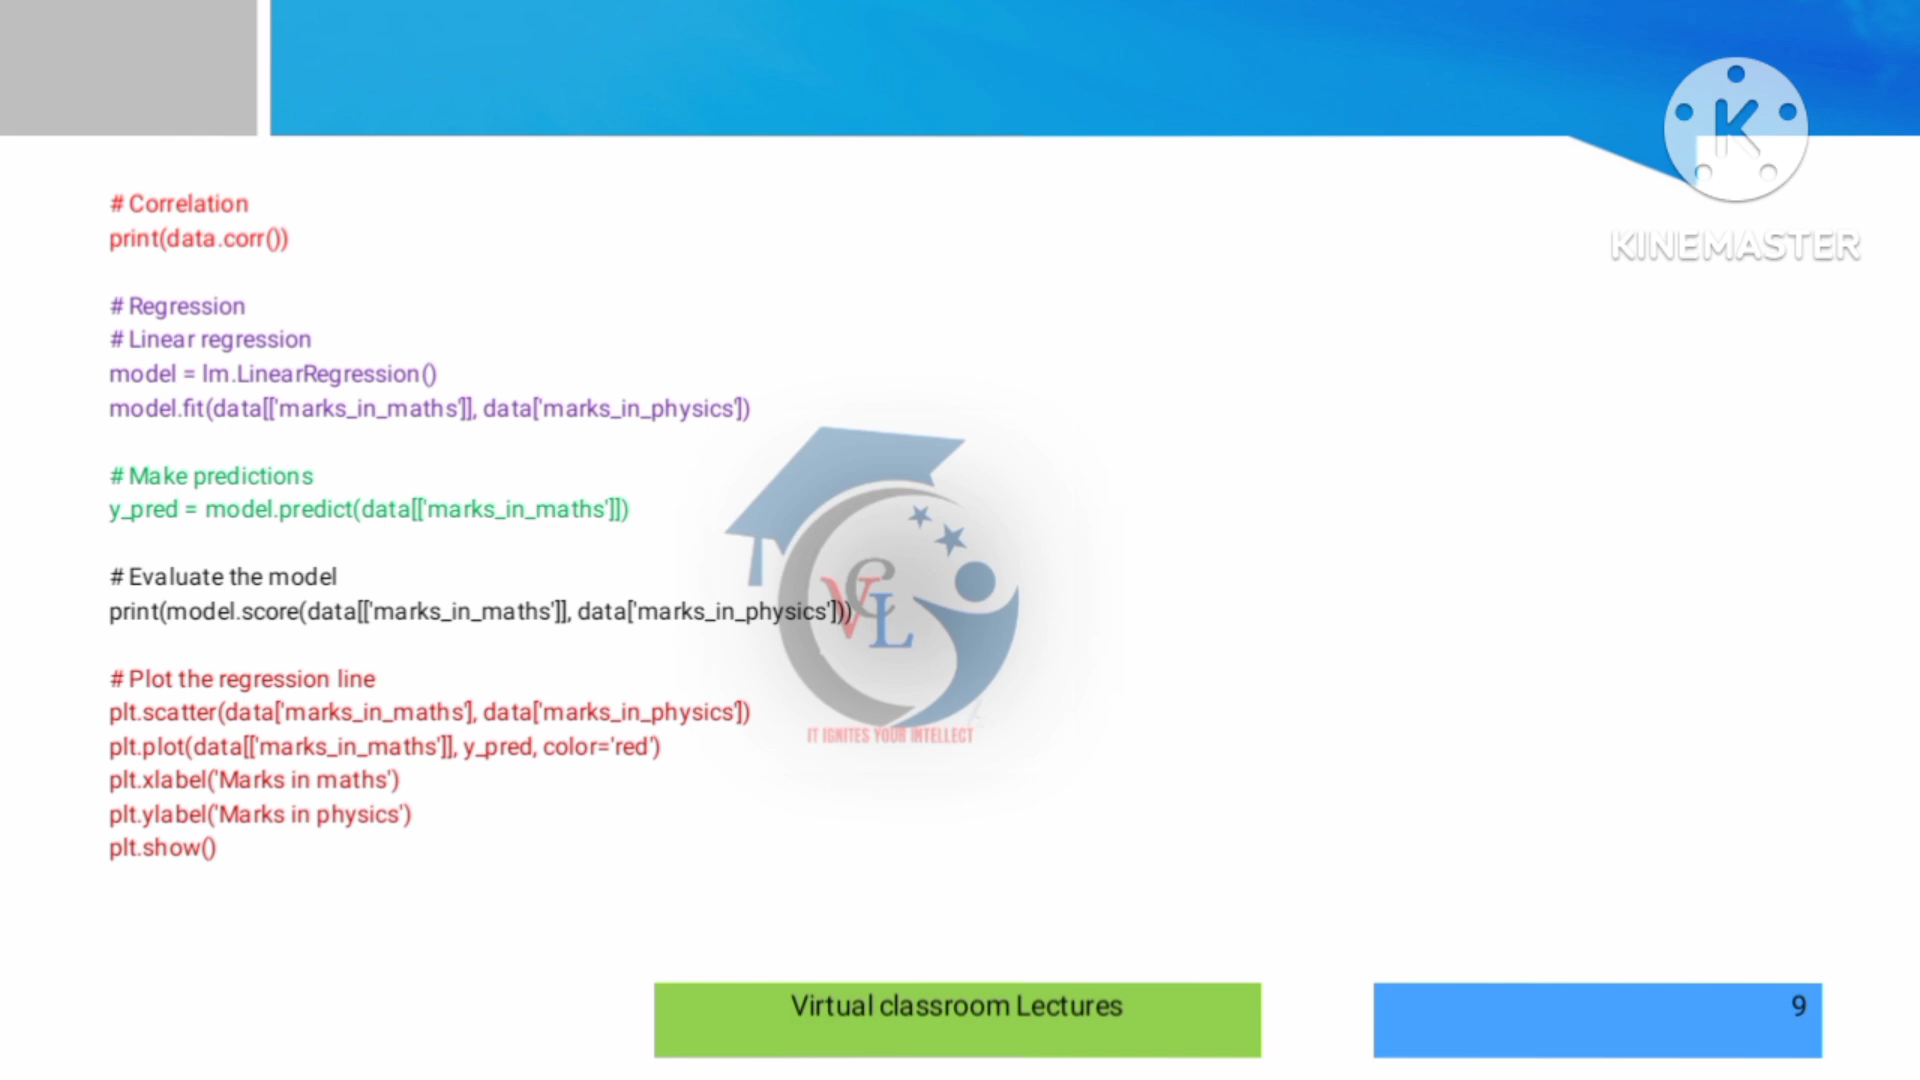 K
KINEMASTER
# Correlation
print(data.corr())
# Regression
# Linear regression
model = lm.LinearRegression()
model.fit(data[['marks_in_maths']], data['marks_in_physics'])
# Make predictions
y_pred = model.predict(data[['marks_in_maths']])
# Evaluate the model
print(model.score(data[['marks_in_maths']], data['marks_in_physics']))
# Plot the regression line
plt.scatter(data['marks_in_maths'], data['marks_in_physics'])
plt.plot(data[['marks_in_maths']], y_pred, color='red')
plt.xlabel('Marks in maths')
plt.ylabel('Marks in physics')
plt.show()
VCL
IT IGNITES YOUR INTELLECT
Virtual classroom Lectures
9